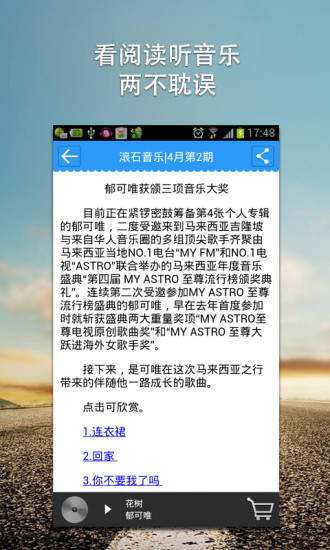 看阅读听音乐
两不耽误
17:48
滚石音乐|4月第2期
郁可唯获颁三项音乐大奖
目前正在紧锣密鼓筹备第4张个人专辑
的郁可唯，二度受邀来到马来西亚吉隆坡
与来自华人音乐圈的多组顶尖歌手齐聚由
马来西亚当地NO.1电台“MY FM”和NO.1电
视“ASTRO”联合举办的马来西亚年度音乐
盛典“第四届 MY ASTRO 至尊流行榜颁奖典
礼”。连续第二次受邀参加MY ASTRO 至尊
流行榜盛典的郁可唯，早在去年首度参加
时就斩获盛典两大重量奖项“MY ASTRO至
尊电视原创歌曲奖”和“MY ASTRO 至尊大
跃进海外女歌手奖”。
接下来，是可唯在这次马来西亚之行
带来的伴随他一路成长的歌曲。
点击可欣赏。
1.连衣裙
2.回家
3.你不要我了吗
花树
郁可唯